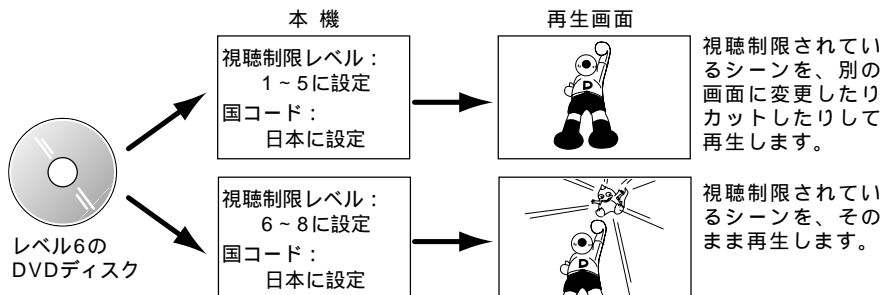 本 機
再生画面
視聴制限レベル：
1～5に設定
国コード：
日本に設定
D
視聴制限されてい
るシーンを、別の
画面に変更したり
カットしたりして
再生します。
レベル6の
DVDディスク
視聴制限レベル：
6～8に設定
国コード：
日本に設定
D
視聴制限されてい
るシーンを、その
まま再生します。